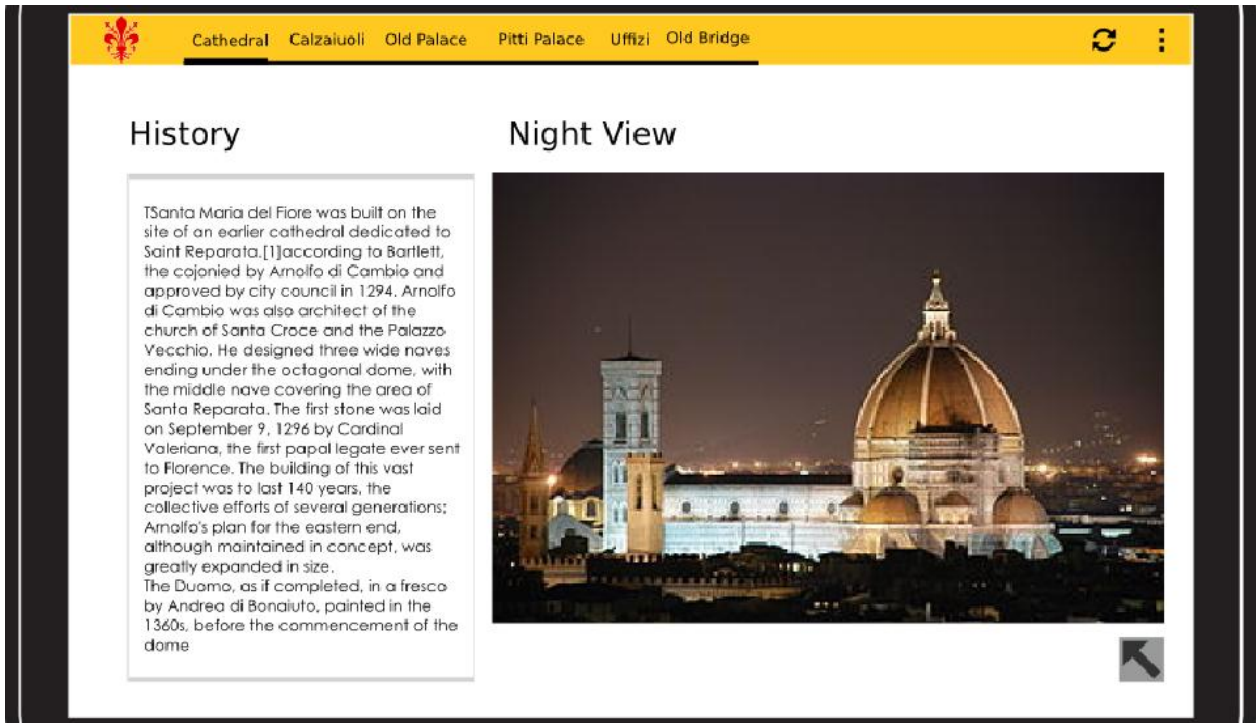 Cathedral Calzaiuoli Old Palace Pitti Palace Uffizi Old Bridge
History
Night View
TSanta Maria del Fiore was built on the
site of an earlier cathedral dedicated to
Saint Reparata.[1]according to Bartlett,
the cojonied by Arnolfo di Cambio and
approved by city council in 1294. Arnolfo
di Cambio was also architect of the
church of Santa Croce and the Palazzo
Vecchio. He designed three wide naves
ending under the octagonal dome, with
the middle nave covering the area of
Santa Reparata. The first stone was laid
on September 9, 1296 by Cardinal
Valeriana, the first papal legate ever sent
to Florence. The building of this vast
project was to last 140 years, the
collective efforts of several generations;
Arnolfo's plan for the eastern end,
although maintained in concept, was
greatly expanded in size.
The Duomo, as if completed, in a fresco
by Andrea di Bonaiuto, painted in the
1360s, before the commencement of the
dome